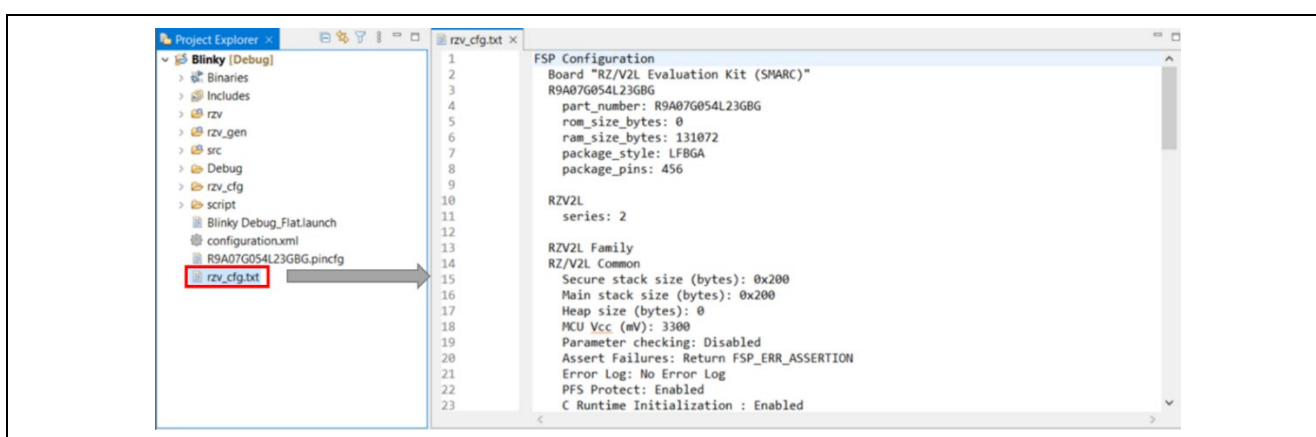 Project Explorer ×
Blinky [Debug]
Binaries
Includes
rzv
rzv_gen
src
Debug
rzv_cfg
script
Blinky Debug_Flat.launch
configuration.xml
R9A07G054L23GBG.pincfg
rzv_cfg.txt
rzv_cfg.txt ×
1 FSP Configuration
2 Board "RZ/V2L Evaluation Kit (SMARC)"
3 R9A07G054L23GBG
4 part_number: R9A07G054L23GBG
5 rom_size_bytes: 0
6 ram_size_bytes: 131072
7 package_style: LFBGA
8 package_pins: 456
9
10 RZV2L
11 series: 2
12
13 RZV2L Family
14 RZ/V2L Common
15 Secure stack size (bytes): 0x200
16 Main stack size (bytes): 0x200
17 Heap size (bytes): 0
18 MCU Vcc (mV): 3300
19 Parameter checking: Disabled
20 Assert Failures: Return FSP_ERR_ASSERTION
21 Error Log: No Error Log
22 PFS Protect: Enabled
23 C Runtime Initialization : Enabled